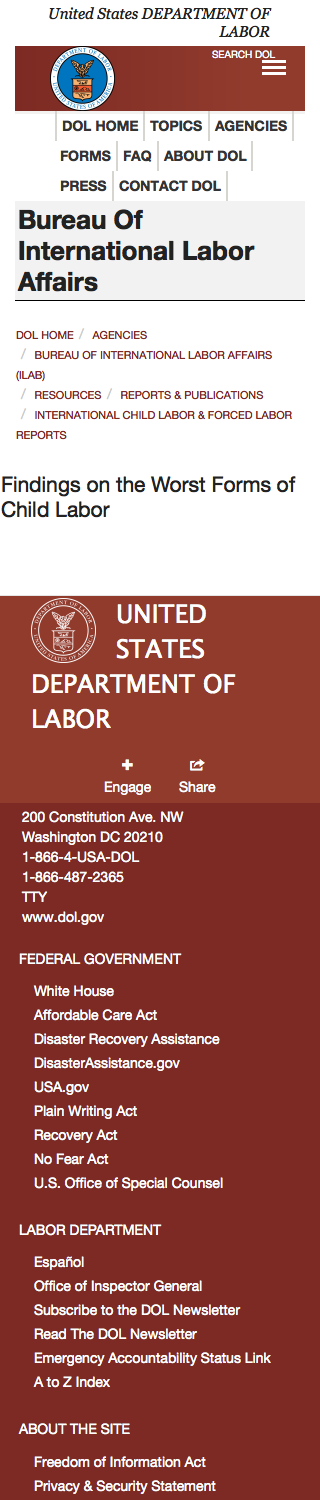 United States DEPARTMENT OF
LABOR
SEARCH DOL
DOL HOME TOPICS AGENCIES
FORMS FAQ ABOUT DOL
PRESS CONTACT DOL
Bureau Of
International Labor
Affairs
DOL HOME / AGENCIES
/ BUREAU OF INTERNATIONAL LABOR AFFAIRS
(ILAB)
/ RESOURCES / REPORTS & PUBLICATIONS
/ INTERNATIONAL CHILD LABOR & FORCED LABOR
REPORTS
Findings on the Worst Forms of
Child Labor
UNITED
STATES
DEPARTMENT OF
LABOR
Engage Share
200 Constitution Ave. NW
Washington DC 20210
1-866-4-USA-DOL
1-866-487-2365
TTY
www.dol.gov
FEDERAL GOVERNMENT
White House
Affordable Care Act
Disaster Recovery Assistance
DisasterAssistance.gov
USA.gov
Plain Writing Act
Recovery Act
No Fear Act
U.S. Office of Special Counsel
LABOR DEPARTMENT
Español
Office of Inspector General
Subscribe to the DOL Newsletter
Read The DOL Newsletter
Emergency Accountability Status Link
A to Z Index
ABOUT THE SITE
Freedom of Information Act
Privacy & Security Statement